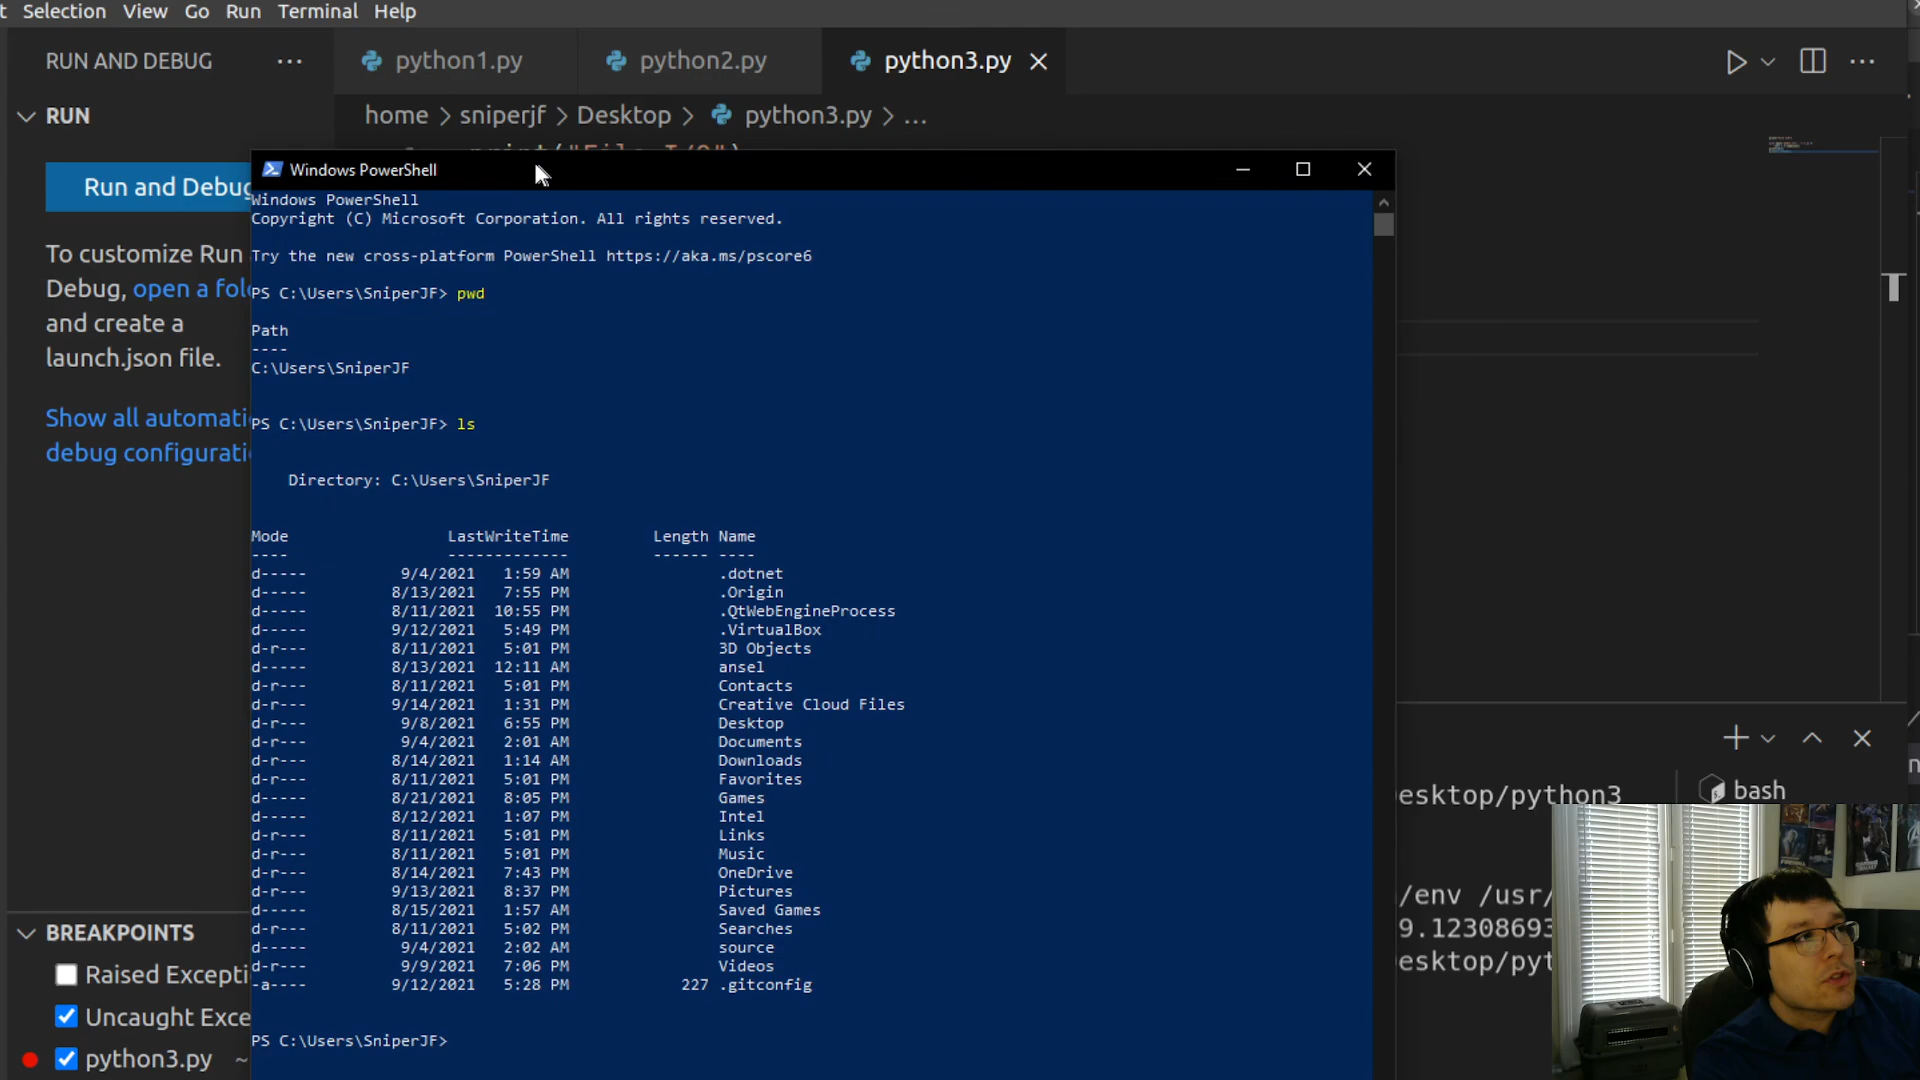 Selection View Go Run Terminal Help
RUN AND DEBUG ...
python1.py python2.py python3.py
RUN
home > sniperjf > Desktop > python3.py > ...
print("File I/O")
Run and Debug
To customize Run
Debug, open a fol
and create a
launch.json file.
Show all automati
debug configurati
Windows PowerShell
Windows PowerShell
Copyright (C) Microsoft Corporation. All rights reserved.
Try the new cross-platform PowerShell https://aka.ms/pscore6
PS C:\Users\SniperJF> pwd
Path
----
C:\Users\SniperJF
PS C:\Users\SniperJF> ls
Directory: C:\Users\SniperJF
Mode LastWriteTime Length Name
---- ------------- ------ ----
d----- 9/4/2021 1:59 AM .dotnet
d----- 8/13/2021 7:55 PM .Origin
d----- 8/11/2021 10:55 PM .QtWebEngineProcess
d----- 9/12/2021 5:49 PM .VirtualBox
d-r--- 8/11/2021 5:01 PM 3D Objects
d----- 8/13/2021 12:11 AM ansel
d-r--- 8/11/2021 5:01 PM Contacts
d-r--- 9/14/2021 1:31 PM Creative Cloud Files
d-r--- 9/8/2021 6:55 PM Desktop
d-r--- 9/4/2021 2:01 AM Documents
d-r--- 8/14/2021 1:14 AM Downloads
d-r--- 8/11/2021 5:01 PM Favorites
d----- 8/21/2021 8:05 PM Games
d----- 8/12/2021 1:07 PM Intel
d-r--- 8/11/2021 5:01 PM Links
d-r--- 8/11/2021 5:01 PM Music
d-r--- 8/14/2021 7:43 PM OneDrive
d-r--- 9/13/2021 8:37 PM Pictures
d-r--- 8/15/2021 1:57 AM Saved Games
d-r--- 8/11/2021 5:02 PM Searches
d----- 9/4/2021 2:02 AM source
d-r--- 9/9/2021 7:06 PM Videos
-a---- 9/12/2021 5:28 PM 227 .gitconfig
PS C:\Users\SniperJF>
esktop/python3
bash
/env /usr/
9.12308693
esktop/pyt
BREAKPOINTS
Raised Excepti
Uncaught Exce
python3.py ~